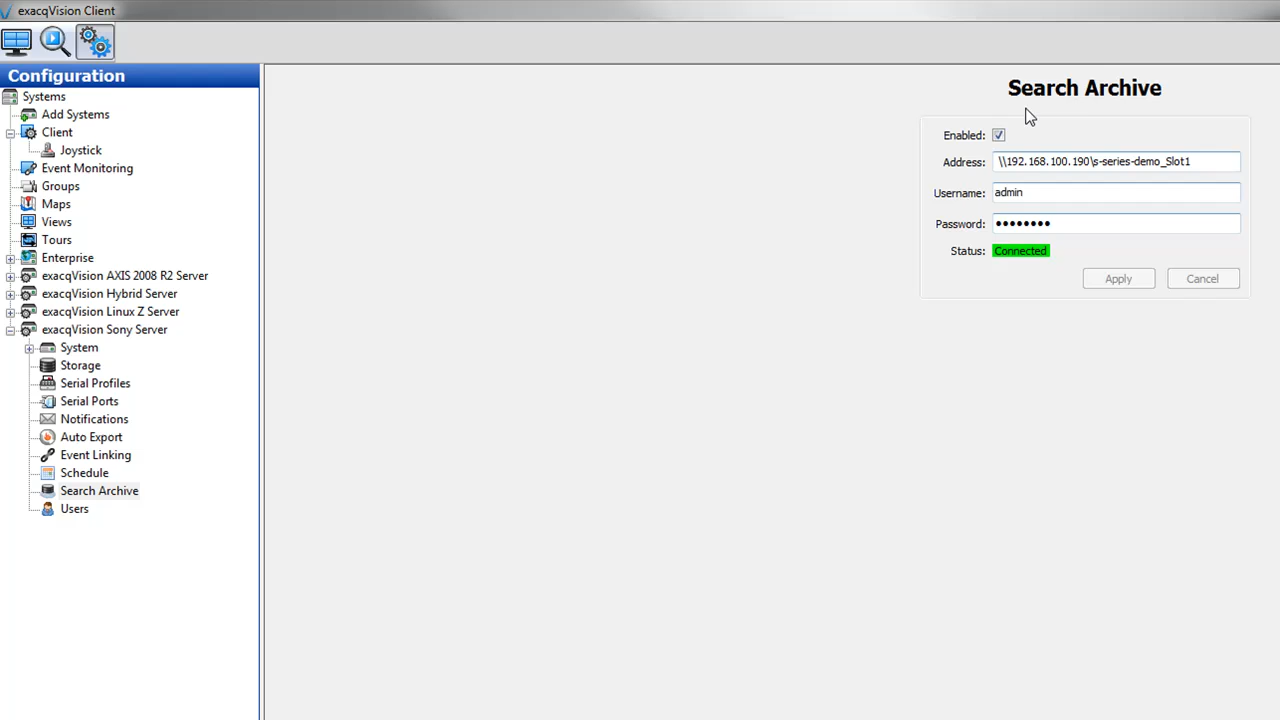 exacqVision Client
Configuration
Systems
Add Systems
Client
Joystick
Event Monitoring
Groups
Maps
Views
Tours
Enterprise
exacqVision AXIS 2008 R2 Server
exacqVision Hybrid Server
exacqVision Linux Z Server
exacqVision Sony Server
System
Storage
Serial Profiles
Serial Ports
Notifications
Auto Export
Event Linking
Schedule
Search Archive
Users
Search Archive
Enabled:
Address: \\192.168.100.190\s-series-demo_Slot1
Username: admin
Password: ••••••••
Status: Connected
Apply Cancel